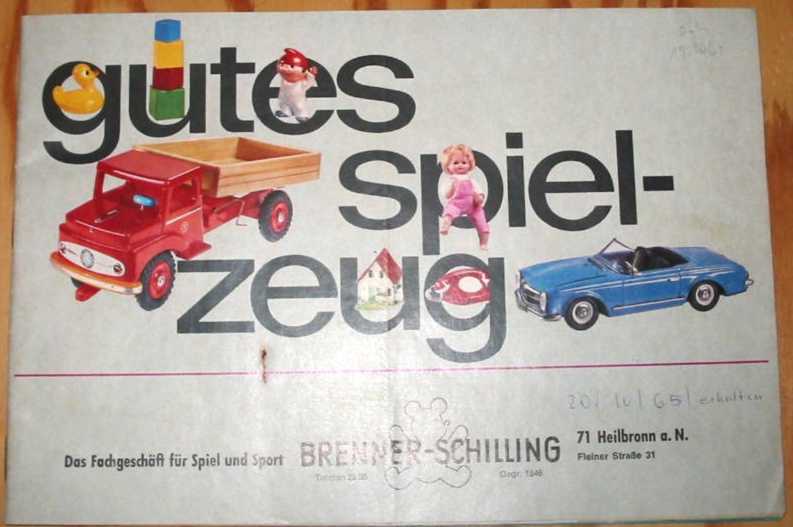 gutes
spiel-
zeug
20/10/65/ erhalten
Das Fachgeschäft für Spiel und Sport BRENNER-SCHILLING 71 Heilbronn a. N.
Telefon Gegr. 1846 Fleiner Straße 31